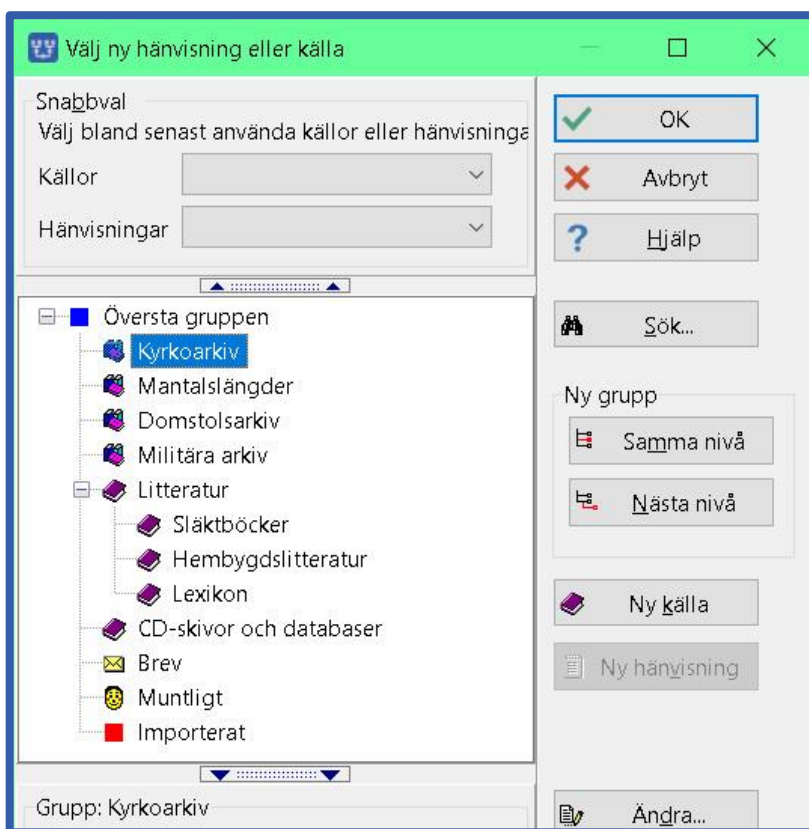 Välj ny hänvisning eller källa
Snabbval
Välj bland senast använda källor eller hänvisninga
Källor
Hänvisningar
Översta gruppen
Kyrkoarkiv
Mantalslängder
Domstolsarkiv
Militära arkiv
Litteratur
Släktböcker
Hembygdslitteratur
Lexikon
CD-skivor och databaser
Brev
Muntligt
Importerat
Grupp: Kyrkoarkiv
OK
Avbryt
Hjälp
Sök...
Ny grupp
Samma nivå
Nästa nivå
Ny källa
Ny hänvisning
Ändra...